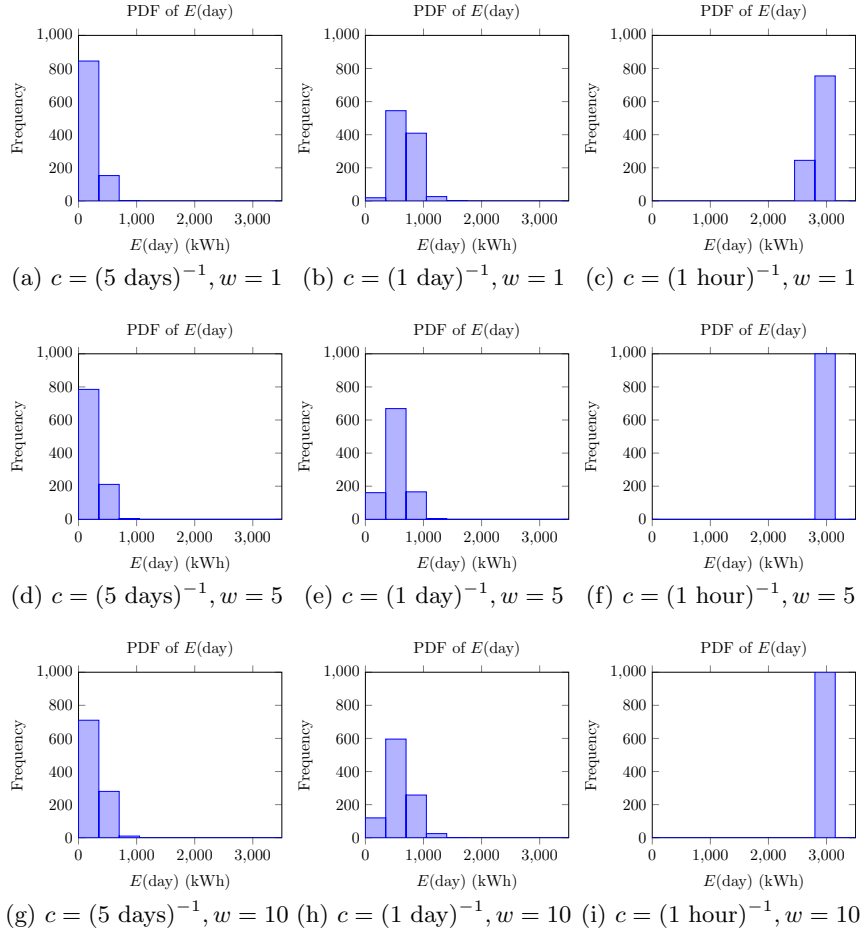 PDF of E(day)
1,000
800
600
400
200
0
Frequency
0 1,000 2,000 3,000
E(day) (kWh)
(a) c = (5 days)⁻¹, w = 1
PDF of E(day)
1,000
800
600
400
200
0
Frequency
0 1,000 2,000 3,000
E(day) (kWh)
(b) c = (1 day)⁻¹, w = 1
PDF of E(day)
1,000
800
600
400
200
0
Frequency
0 1,000 2,000 3,000
E(day) (kWh)
(c) c = (1 hour)⁻¹, w = 1
PDF of E(day)
1,000
800
600
400
200
0
Frequency
0 1,000 2,000 3,000
E(day) (kWh)
(d) c = (5 days)⁻¹, w = 5
PDF of E(day)
1,000
800
600
400
200
0
Frequency
0 1,000 2,000 3,000
E(day) (kWh)
(e) c = (1 day)⁻¹, w = 5
PDF of E(day)
1,000
800
600
400
200
0
Frequency
0 1,000 2,000 3,000
E(day) (kWh)
(f) c = (1 hour)⁻¹, w = 5
PDF of E(day)
1,000
800
600
400
200
0
Frequency
0 1,000 2,000 3,000
E(day) (kWh)
(g) c = (5 days)⁻¹, w = 10
PDF of E(day)
1,000
800
600
400
200
0
Frequency
0 1,000 2,000 3,000
E(day) (kWh)
(h) c = (1 day)⁻¹, w = 10
PDF of E(day)
1,000
800
600
400
200
0
Frequency
0 1,000 2,000 3,000
E(day) (kWh)
(i) c = (1 hour)⁻¹, w = 10